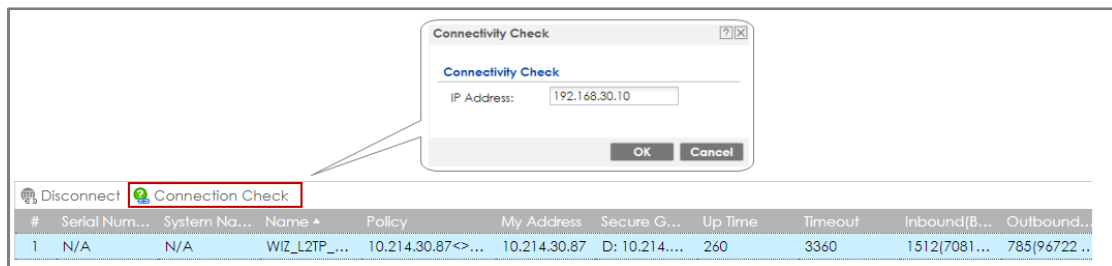 Connectivity Check
Connectivity Check
IP Address: 192.168.30.10
OK Cancel
Disconnect Connection Check
# Serial Num... System Na... Name Policy My Address Secure G... Up Time Timeout Inbound(B... Outbound...
1 N/A N/A WIZ_L2TP_... 10.214.30.87<>... 10.214.30.87 D: 10.214.... 260 3360 1512(7081... 785(96722 ..